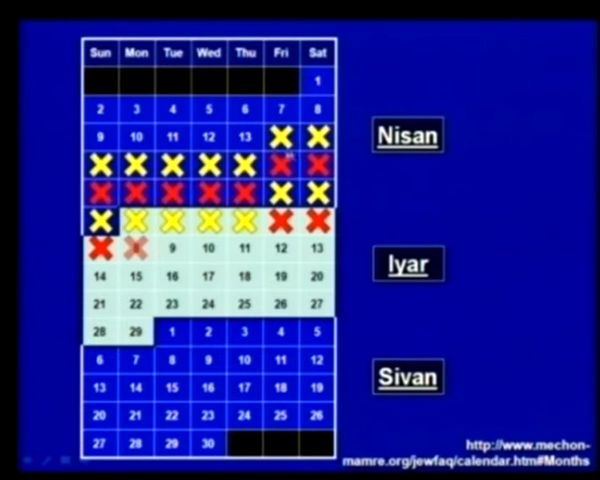 Sun Mon Tue Wed Thu Fri Sat
1
2 3 4 5 6 7 8
9 10 11 12 13
Nisan
8 9 10 11 12 13
Iyar
14 15 16 17 18 19 20
21 22 23 24 25 26 27
28 29 1 2 3 4 5
6 7 8 9 10 11 12
Sivan
13 14 15 16 17 18 19
20 21 22 23 24 25 26
27 28 29 30
http://www.mechon-
mamre.org/jewfaq/calendar.htm#Months